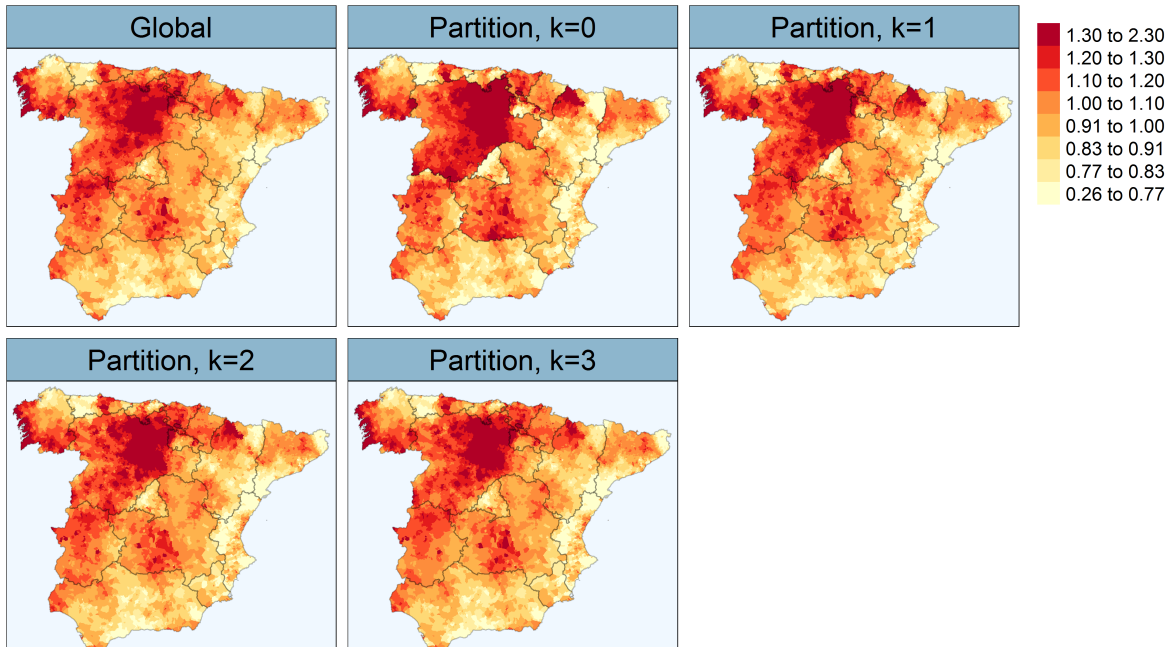 Global
Partition, k=0
Partition, k=1
1.30 to 2.30
1.20 to 1.30
1.10 to 1.20
1.00 to 1.10
0.91 to 1.00
0.83 to 0.91
0.77 to 0.83
0.26 to 0.77
Partition, k=2
Partition, k=3